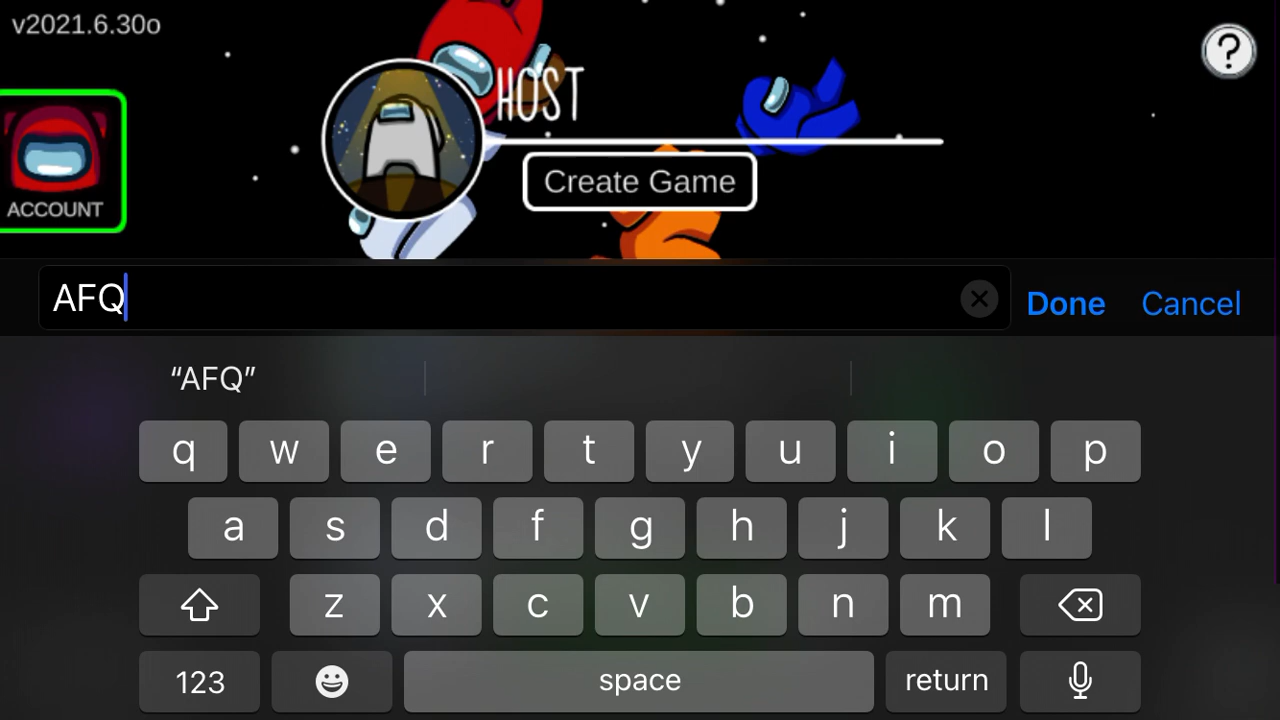 v2021.6.30o
HOST
Create Game
ACCOUNT
AFQ
Done Cancel
“AFQ”
q w e r t y u i o p
a s d f g h j k l
z x c v b n m
123 space return